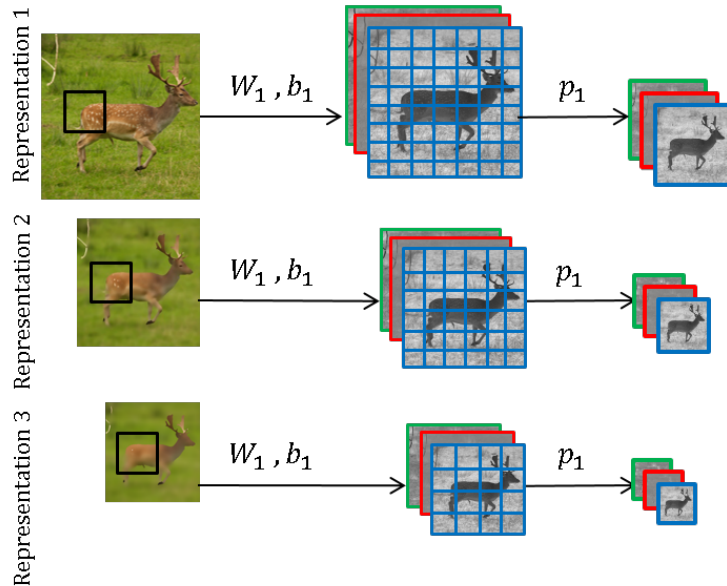 Representation 1
W₁ , b₁
p₁
Representation 2
W₁ , b₁
p₁
Representation 3
W₁ , b₁
p₁